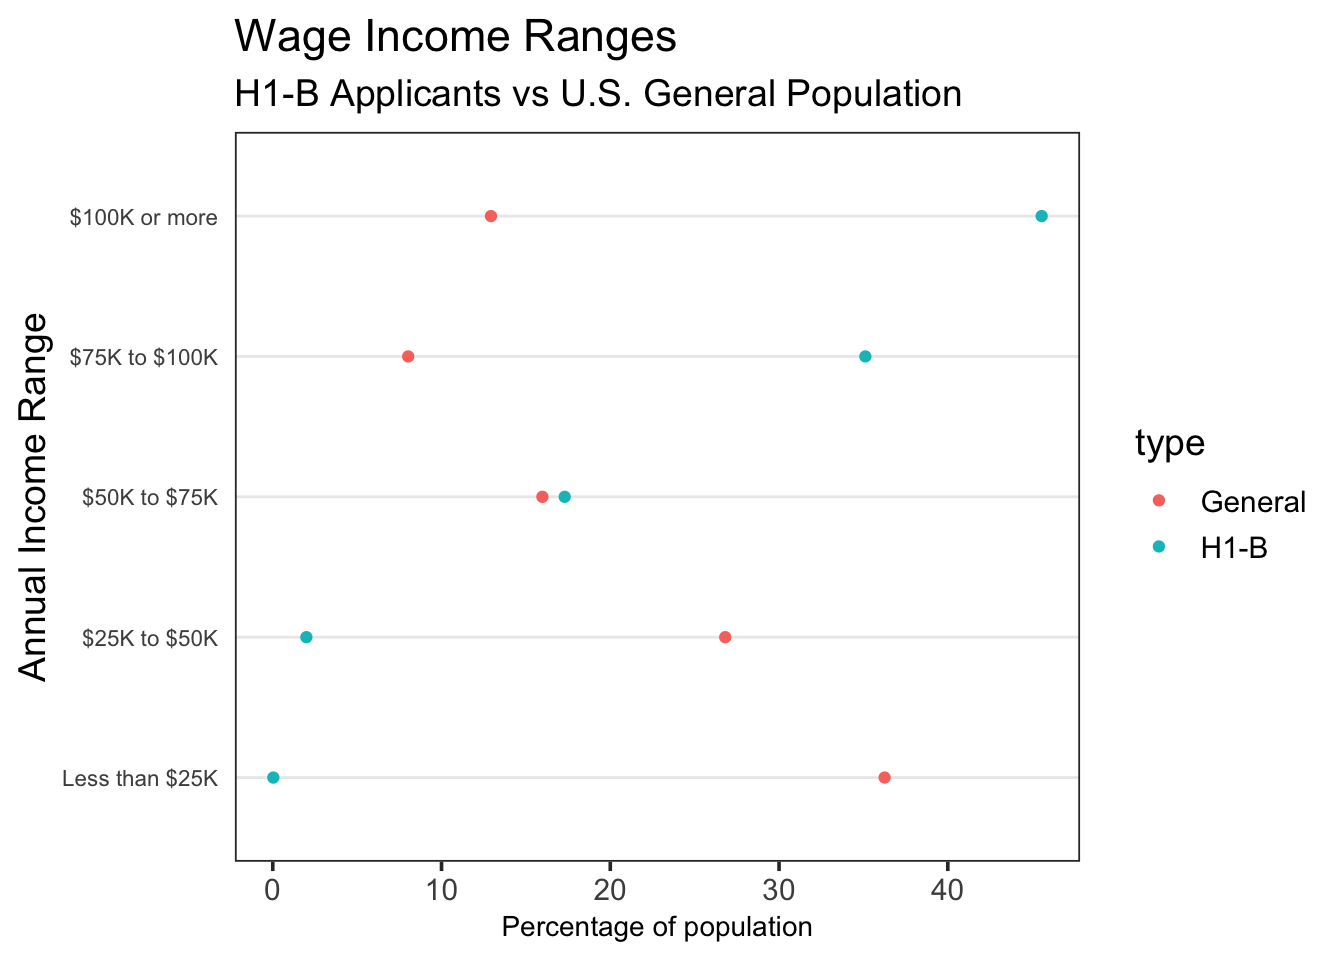 Wage Income Ranges
H1-B Applicants vs U.S. General Population
Annual Income Range
$100K or more
$75K to $100K
$50K to $75K
$25K to $50K
Less than $25K
0 10 20 30 40
Percentage of population
type
General
H1-B